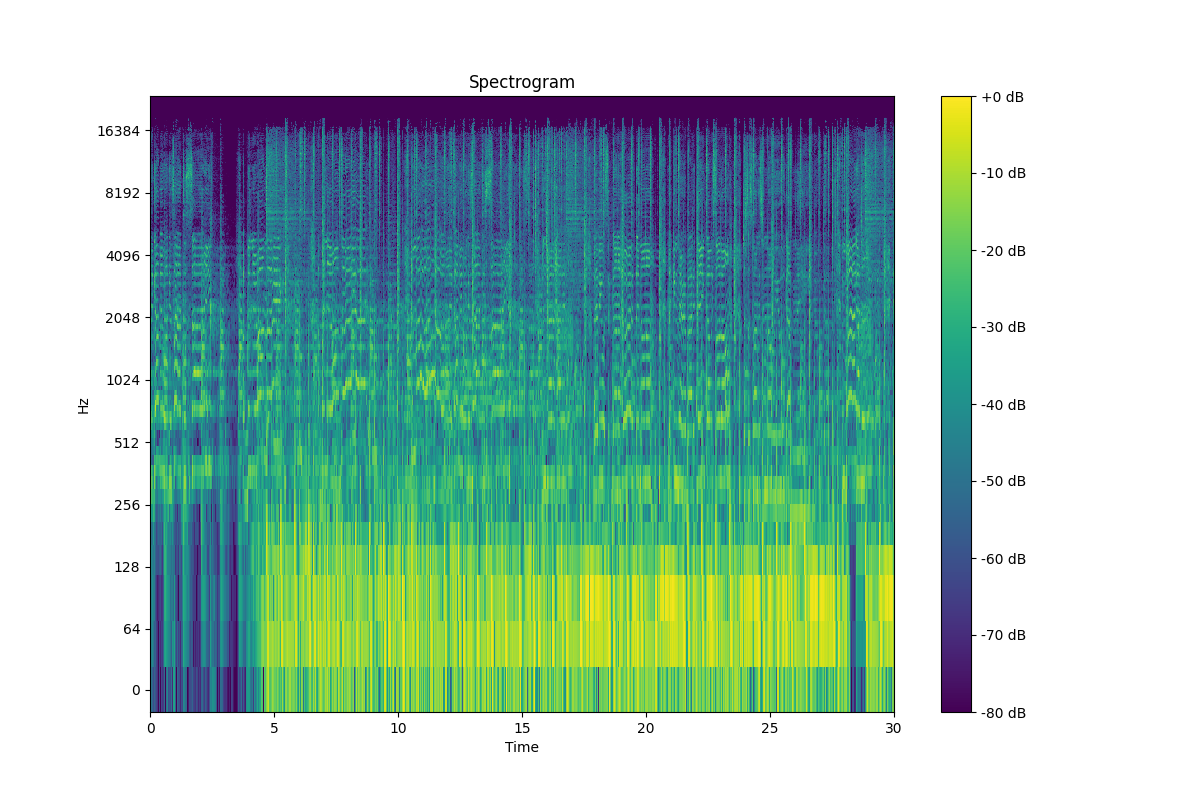 Spectrogram
Hz
16384
8192
4096
2048
1024
512
256
128
64
0
0 5 10 15 20 25 30
Time
+0 dB
-10 dB
-20 dB
-30 dB
-40 dB
-50 dB
-60 dB
-70 dB
-80 dB